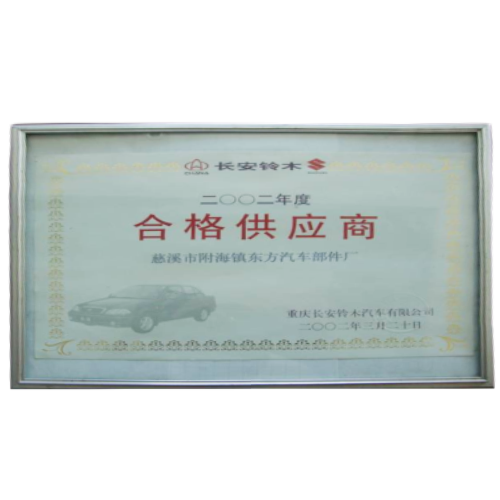 长安铃木
二〇〇二年度
合格供应商
慈溪市附海镇东方汽车部件厂
重庆长安铃木汽车有限公司
二〇〇二年三月二十日